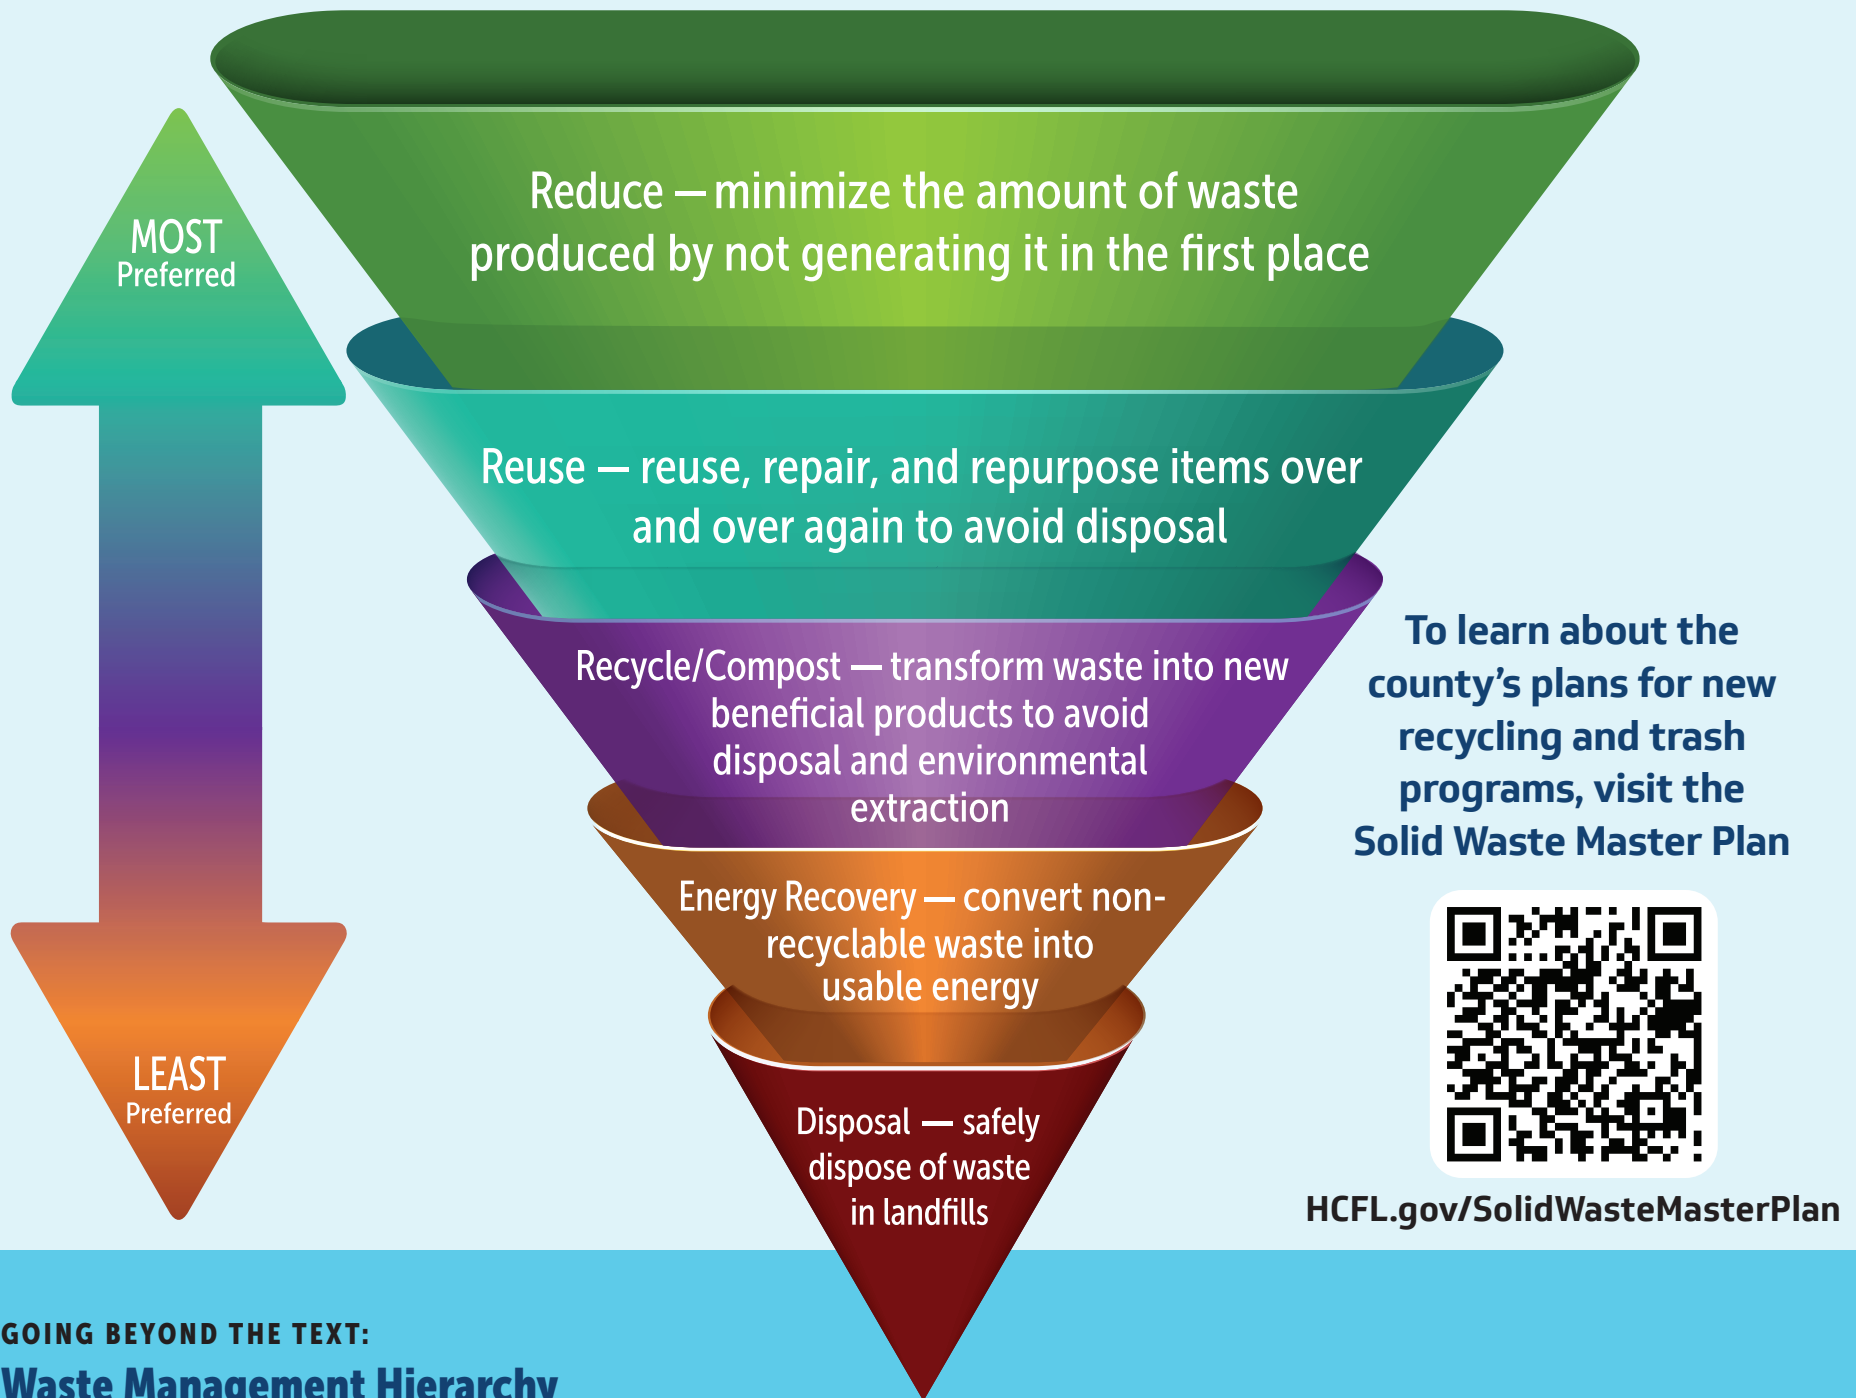 MOST
Preferred
Reduce — minimize the amount of waste
produced by not generating it in the first place
Reuse — reuse, repair, and repurpose items over
and over again to avoid disposal
Recycle/Compost — transform waste into new
beneficial products to avoid
disposal and environmental
extraction
Energy Recovery — convert non-
recyclable waste into
usable energy
Disposal — safely
dispose of waste
in landfills
LEAST
Preferred
To learn about the
county’s plans for new
recycling and trash
programs, visit the
Solid Waste Master Plan
HCFL.gov/SolidWasteMasterPlan
GOING BEYOND THE TEXT:
Waste Management Hierarchy